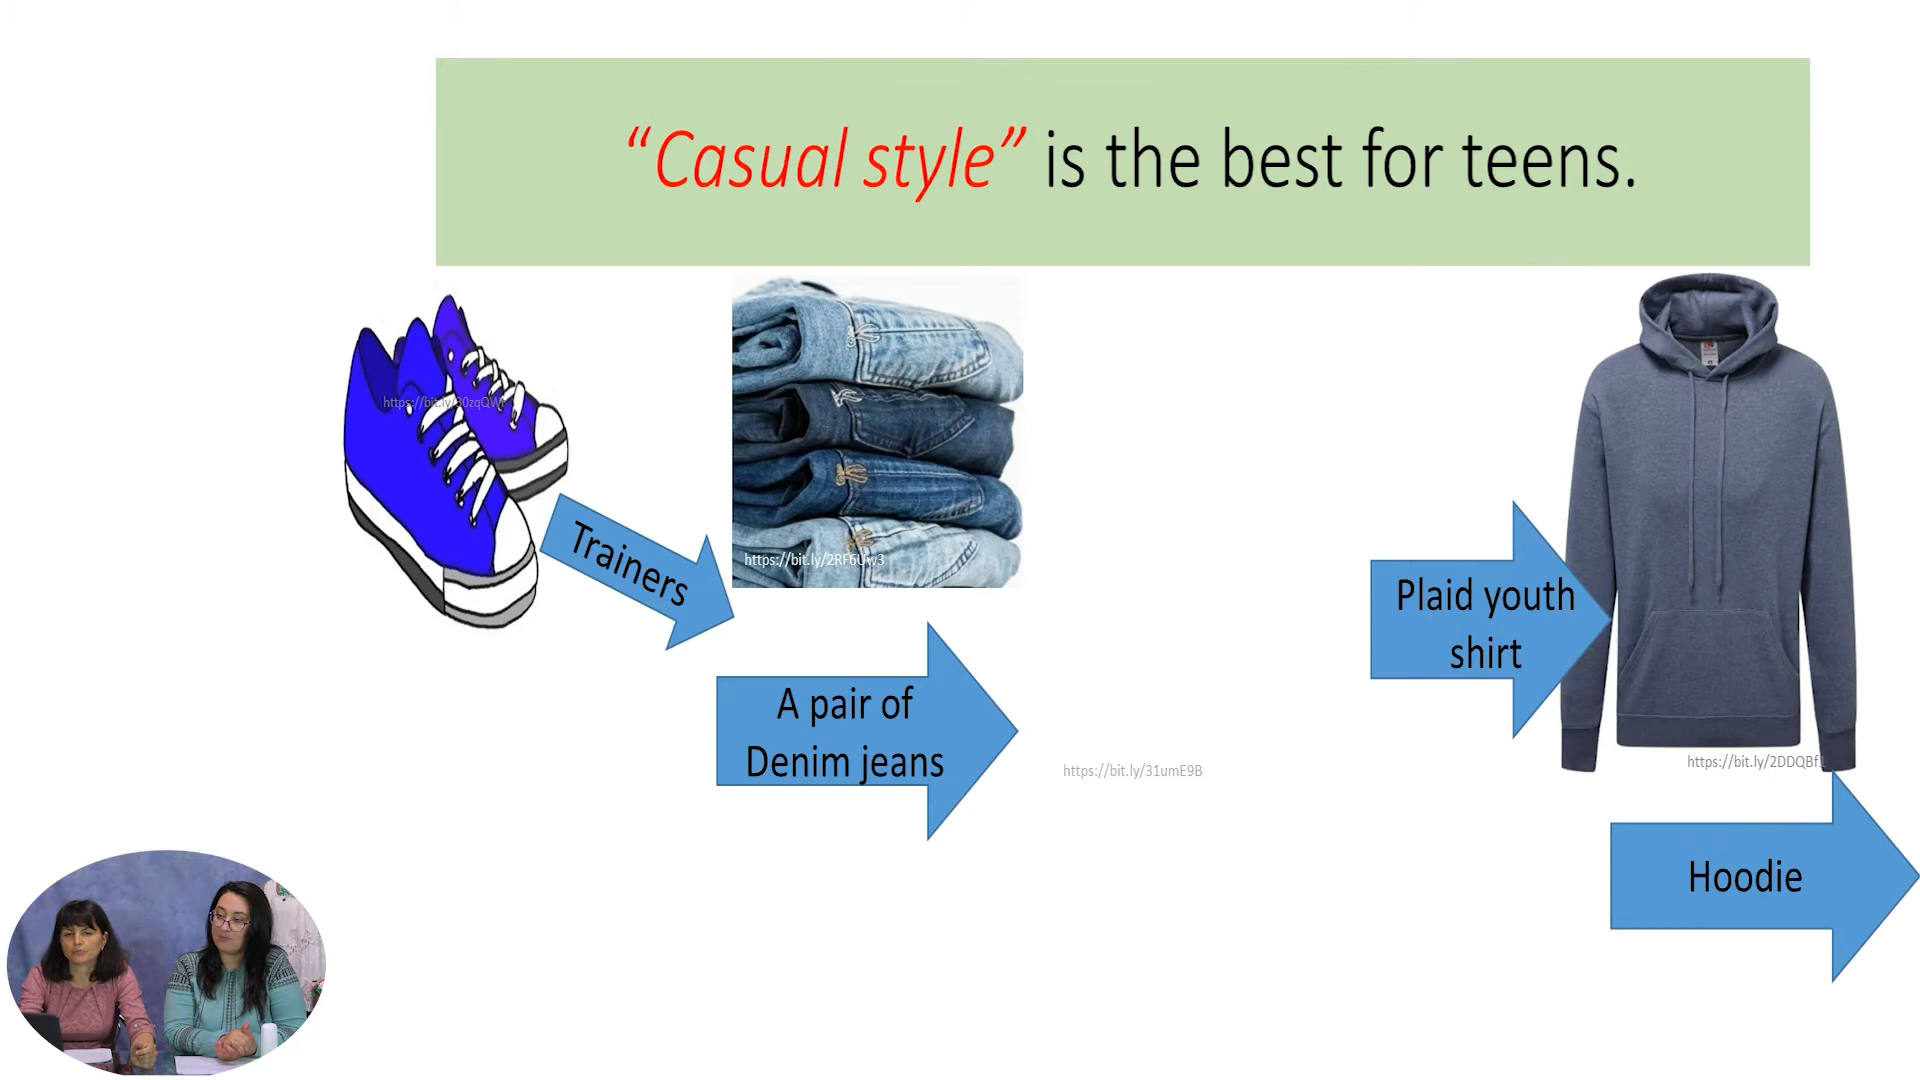 “Casual style” is the best for teens.
https://bit.ly/2RF6Uw3
Trainers
Plaid youth
shirt
A pair of
Denim jeans
https://bit.ly/31umE9B
https://bit.ly/2DDQBf1
Hoodie